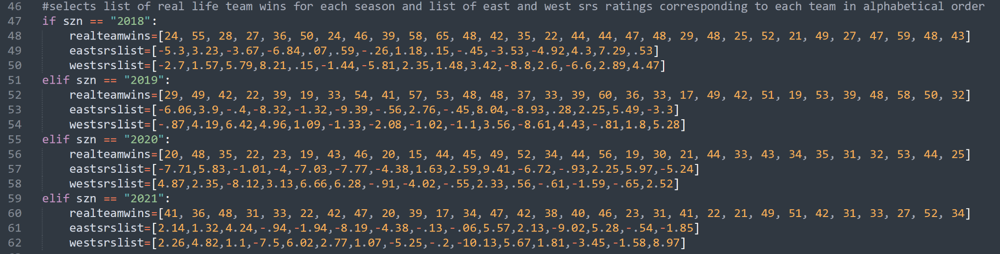 46 #selects list of real life team wins for each season and list of east and west srs ratings corresponding to each team in alphabetical order
47 if szn == "2018":
48 realteamwins=[24, 55, 28, 27, 36, 50, 24, 46, 39, 58, 65, 48, 42, 35, 22, 44, 44, 47, 48, 29, 48, 25, 52, 21, 49, 27, 47, 59, 48, 43]
49 eastsrslist=[-5.3,3.23,-3.67,-6.84,.07,.59,-.26,1.18,.15,-.45,-3.53,-4.92,4.3,7.29,.53]
50 westsrslist=[-2.7,1.57,5.79,8.21,.15,-1.44,-5.81,2.35,1.48,3.42,-8.8,2.6,-6.6,2.89,4.47]
51 elif szn == "2019":
52 realteamwins=[29, 49, 42, 22, 39, 19, 33, 54, 41, 57, 53, 48, 48, 37, 33, 39, 60, 36, 33, 17, 49, 42, 51, 19, 53, 39, 48, 58, 50, 32]
53 eastsrslist=[-6.06,3.9,-.4,-8.32,-1.32,-9.39,-.56,2.76,-.45,8.04,-8.93,.28,2.25,5.49,-3.3]
54 westsrslist=[-.87,4.19,6.42,4.96,1.09,-1.33,-2.08,-1.02,-1.1,3.56,-8.61,4.43,-.81,1.8,5.28]
55 elif szn == "2020":
56 realteamwins=[20, 48, 35, 22, 23, 19, 43, 46, 20, 15, 44, 45, 49, 52, 34, 44, 56, 19, 30, 21, 44, 33, 43, 34, 35, 31, 32, 53, 44, 25]
57 eastsrslist=[-7.71,5.83,-1.01,-4,-7.03,-7.77,-4.38,1.63,2.59,9.41,-6.72,-.93,2.25,5.97,-5.24]
58 westsrslist=[4.87,2.35,-8.12,3.13,6.66,6.28,-.91,-4.02,-.55,2.33,.56,-.61,-1.59,-.65,2.52]
59 elif szn == "2021":
60 realteamwins=[41, 36, 48, 31, 33, 22, 42, 47, 20, 39, 17, 34, 47, 42, 38, 40, 46, 23, 31, 41, 22, 21, 49, 51, 42, 31, 33, 27, 52, 34]
61 eastsrslist=[2.14,1.32,4.24,-.94,-1.94,-8.19,-4.38,-.13,-.06,5.57,2.13,-9.02,5.28,-.54,-1.85]
62 westsrslist=[2.26,4.82,1.1,-7.5,6.02,2.77,1.07,-5.25,-.2,-10.13,5.67,1.81,-3.45,-1.58,8.97]